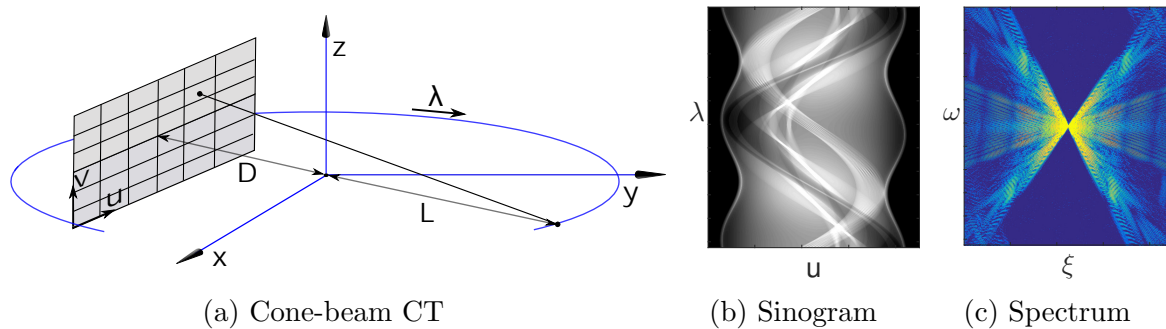 z
λ
D
v
u
L
y
x
λ
u
ω
ξ
(a) Cone-beam CT
(b) Sinogram
(c) Spectrum